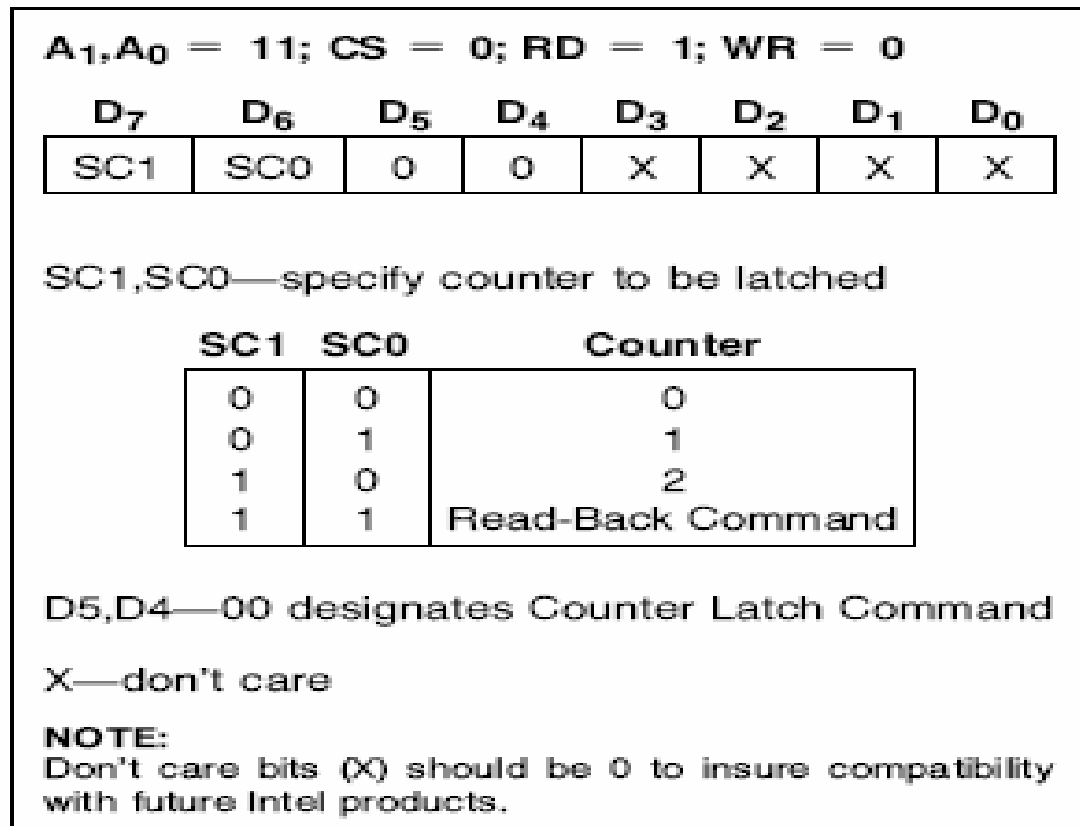 A1,A0 = 11; CS = 0; RD = 1; WR = 0
D7 D6 D5 D4 D3 D2 D1 D0
SC1 SC0 0 0 X X X X
SC1,SC0—specify counter to be latched
SC1 SC0 Counter
0 0 0
0 1 1
1 0 2
1 1 Read-Back Command
D5,D4—00 designates Counter Latch Command
X—don't care
NOTE:
Don't care bits (X) should be 0 to insure compatibility
with future Intel products.